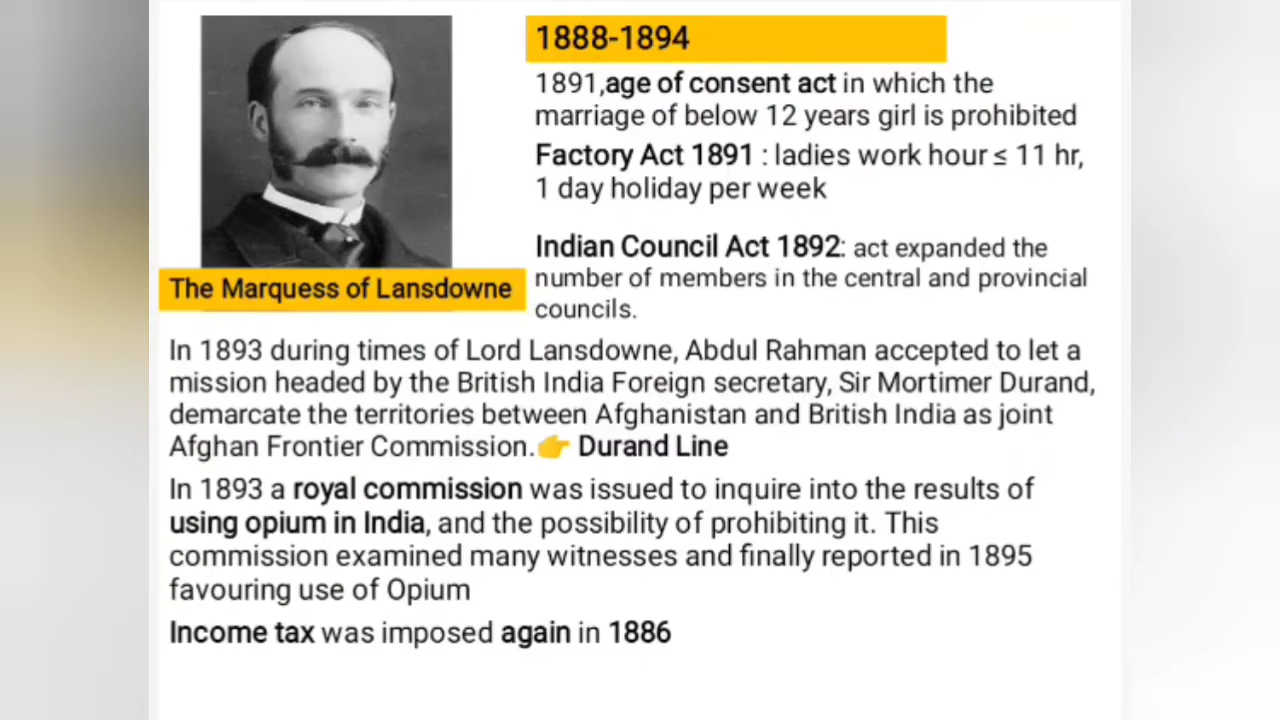 1888-1894
1891,age of consent act in which the
marriage of below 12 years girl is prohibited
Factory Act 1891 : ladies work hour ≤ 11 hr,
1 day holiday per week
Indian Council Act 1892: act expanded the
number of members in the central and provincial
councils.
The Marquess of Lansdowne
In 1893 during times of Lord Lansdowne, Abdul Rahman accepted to let a
mission headed by the British India Foreign secretary, Sir Mortimer Durand,
demarcate the territories between Afghanistan and British India as joint
Afghan Frontier Commission.👉 Durand Line
In 1893 a royal commission was issued to inquire into the results of
using opium in India, and the possibility of prohibiting it. This
commission examined many witnesses and finally reported in 1895
favouring use of Opium
Income tax was imposed again in 1886